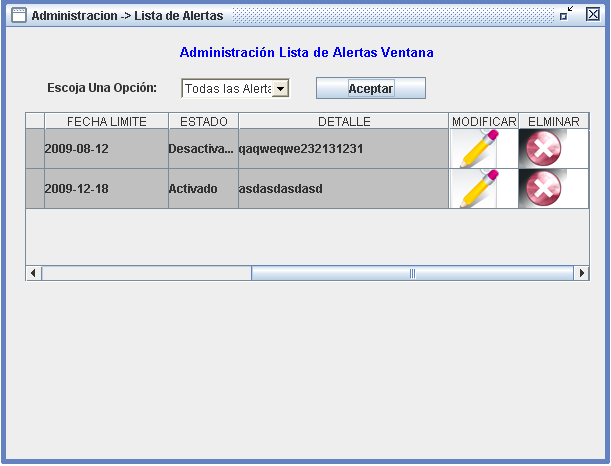 Administracion -> Lista de Alertas
Administración Lista de Alertas Ventana
Escoja Una Opción: Todas las Alerta Aceptar
FECHA LIMITE ESTADO DETALLE MODIFICAR ELMINAR
2009-08-12 Desactiva... qaqweqwe232131231
2009-12-18 Activado asdasdasdasd